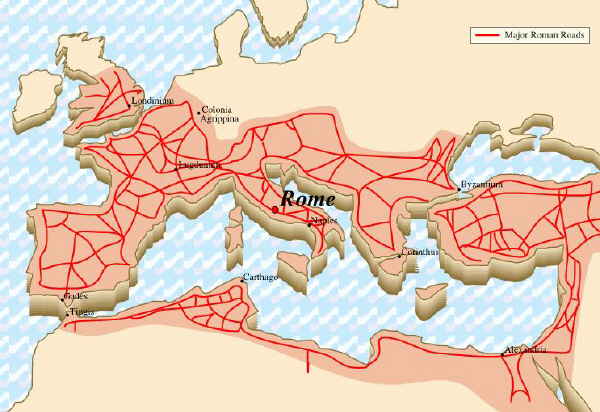 Major Roman Roads
Londinium
Colonia
Agrippina
Lugdunum
Byzantium
Rome
Naples
Corinthus
Carthago
Gades
Tingis
Alexandria